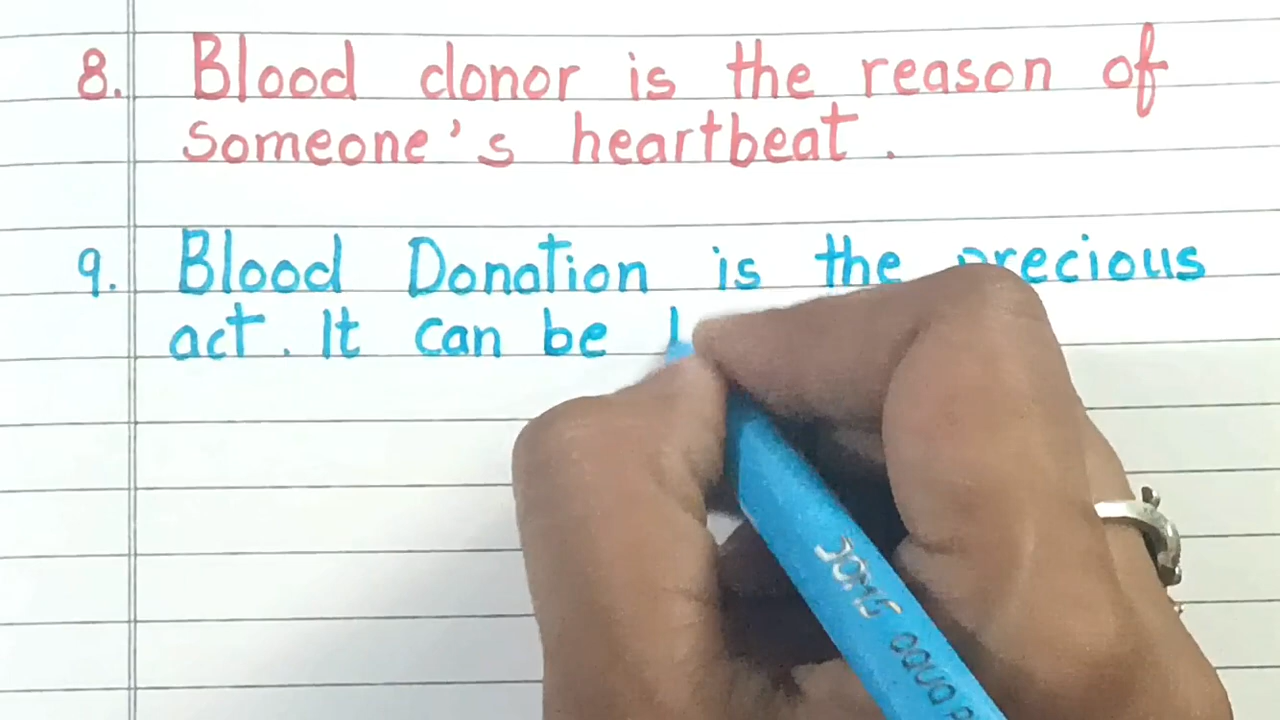 8. Blood donor is the reason of
someone's heartbeat.
9. Blood Donation is the precious
act. It can be